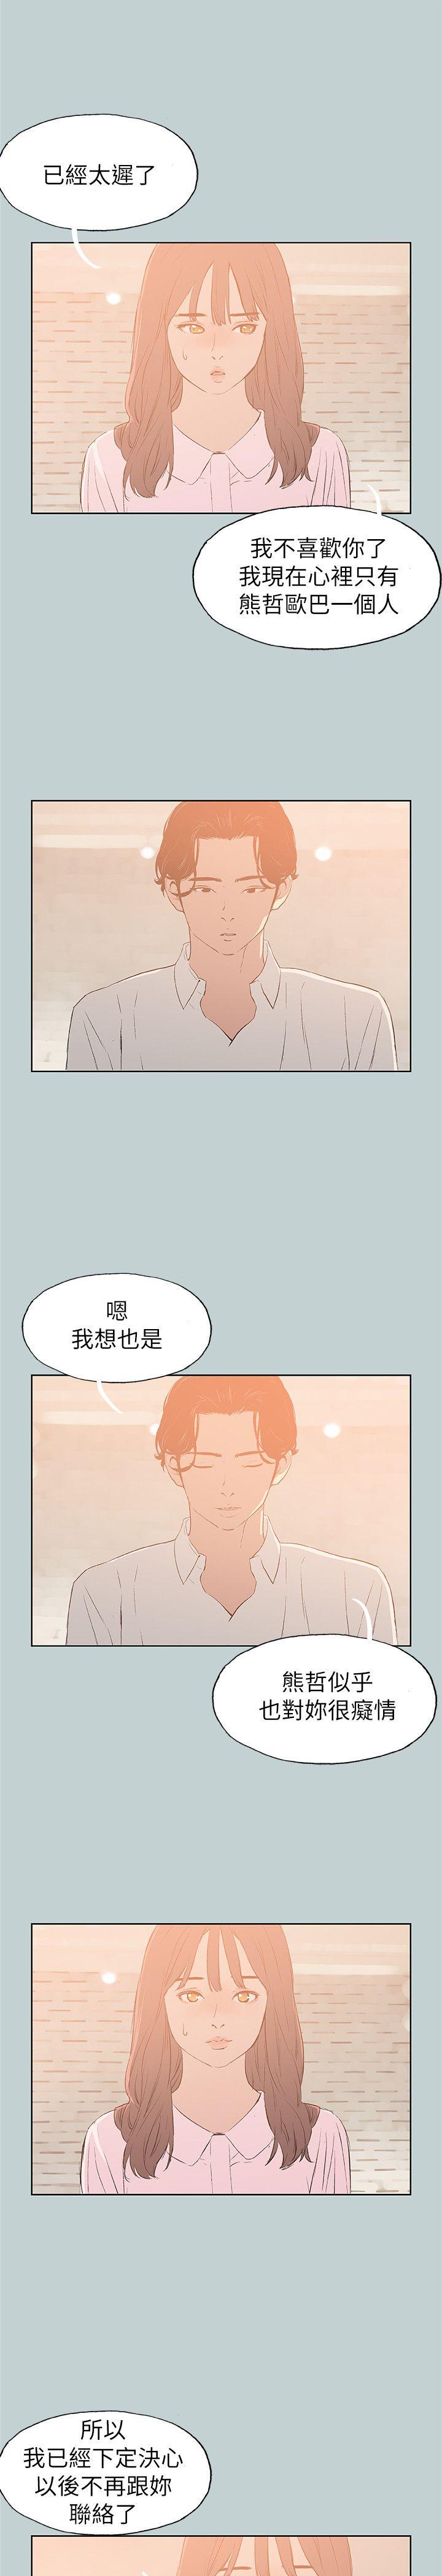 已經太遲了
我不喜歡你了
我現在心裡只有
熊哲歐巴一個人
嗯
我想也是
熊哲似乎
也對妳很癡情
所以
我已經下定決心
以後不再跟妳
聯絡了